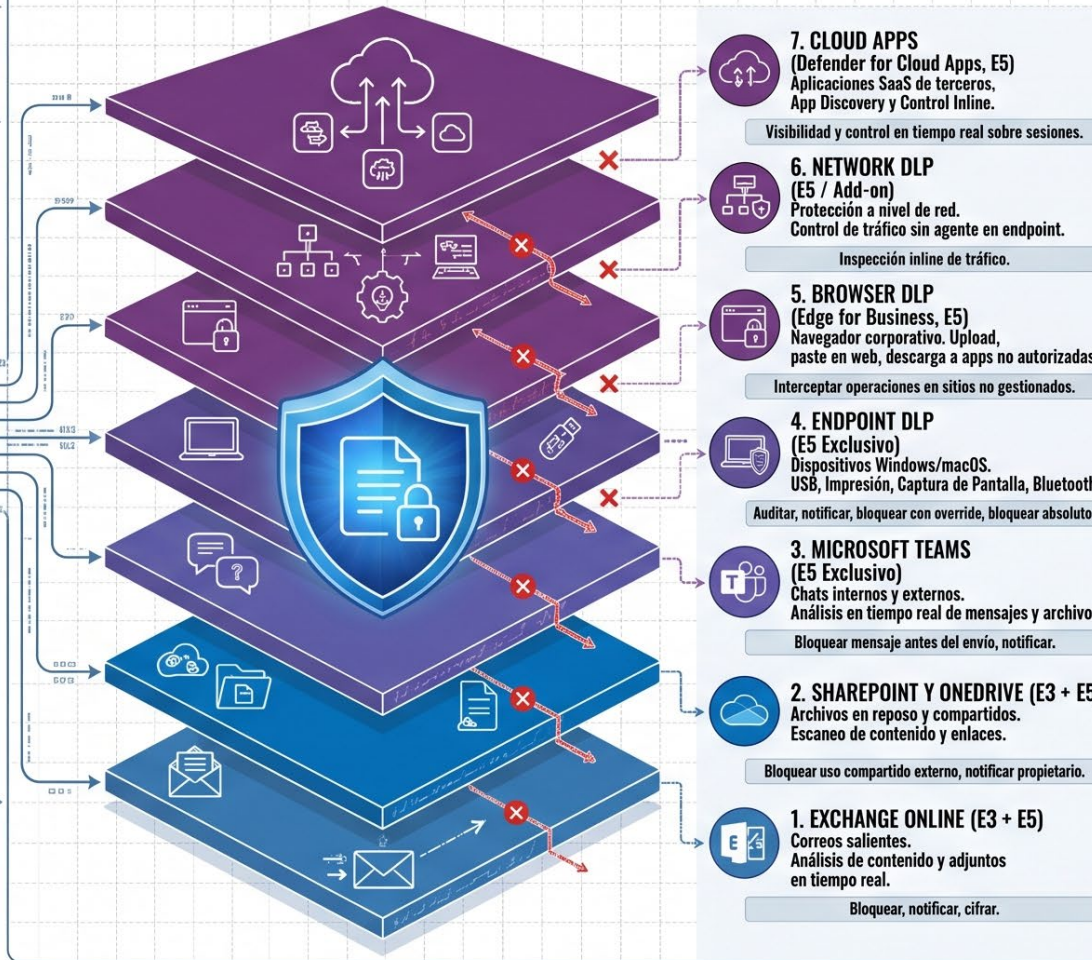 7. CLOUD APPS
(Defender for Cloud Apps, E5)
Aplicaciones SaaS de terceros,
App Discovery y Control Inline.
Visibilidad y control en tiempo real sobre sesiones.
6. NETWORK DLP
(E5 / Add-on)
Protección a nivel de red.
Control de tráfico sin agente en endpoint.
Inspección inline de tráfico.
5. BROWSER DLP
(Edge for Business, E5)
Navegador corporativo. Upload,
paste en web, descarga a apps no autorizadas
Interceptar operaciones en sitios no gestionados.
4. ENDPOINT DLP
(E5 Exclusivo)
Dispositivos Windows/macOS.
USB, Impresión, Captura de Pantalla, Bluetooth
Auditar, notificar, bloquear con override, bloquear absoluto
3. MICROSOFT TEAMS
(E5 Exclusivo)
Chats internos y externos.
Análisis en tiempo real de mensajes y archivo
Bloquear mensaje antes del envío, notificar.
2. SHAREPOINT Y ONEDRIVE (E3 + E5
Archivos en reposo y compartidos.
Escaneo de contenido y enlaces.
Bloquear uso compartido externo, notificar propietario.
1. EXCHANGE ONLINE (E3 + E5)
Correos salientes.
Análisis de contenido y adjuntos
en tiempo real.
Bloquear, notificar, cifrar.